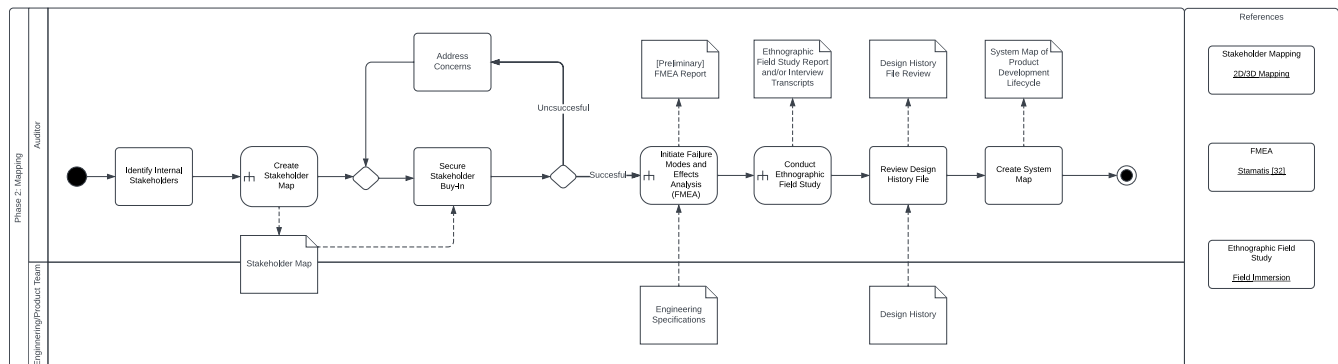 Phase 2: Mapping
Auditor
Enginnering/Product Team
Identify Internal
Stakeholders
Create
Stakeholder
Map
Stakeholder Map
Address
Concerns
Secure
Stakeholder
Buy-In
Uncsuccesful
Succesful
[Preliminary]
FMEA Report
Initiate Failure
Modes and
Effects
Analysis
(FMEA)
Engineering
Specifications
Ethnographic
Field Study Report
and/or Interview
Transcripts
Conduct
Ethnographic
Field Study
Design History
File Review
Review Design
History File
Design History
System Map of
Product
Development
Lifecycle
Create System
Map
References
Stakeholder Mapping
2D/3D Mapping
FMEA
Stamatis [32]
Ethnographic Field
Study
Field Immersion